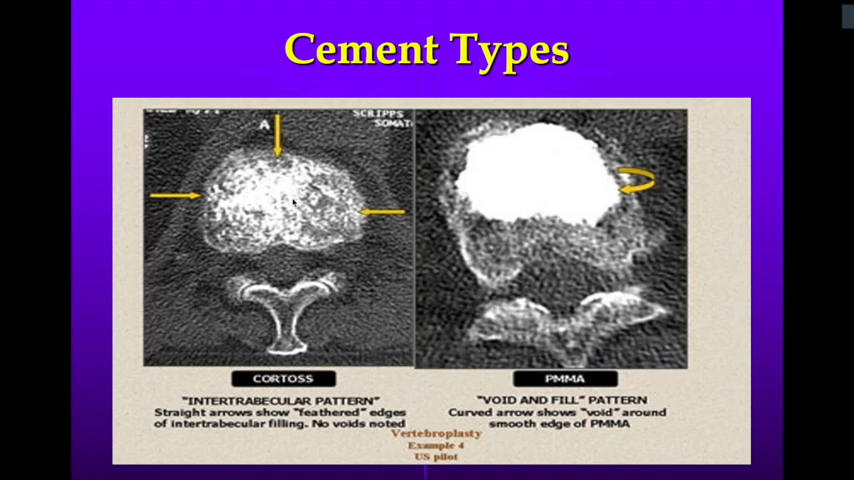 Cement Types
SCRIPPS
A
SOMAT
CORTOSS
PMMA
"INTERTRABECULAR PATTERN"
Straight arrows show "feathered" edges
of intertrabecular filling. No voids noted
"VOID AND FILL" PATTERN
Curved arrow shows "void" around
smooth edge of PMMA
Vertebroplasty
Example 4
US pilot